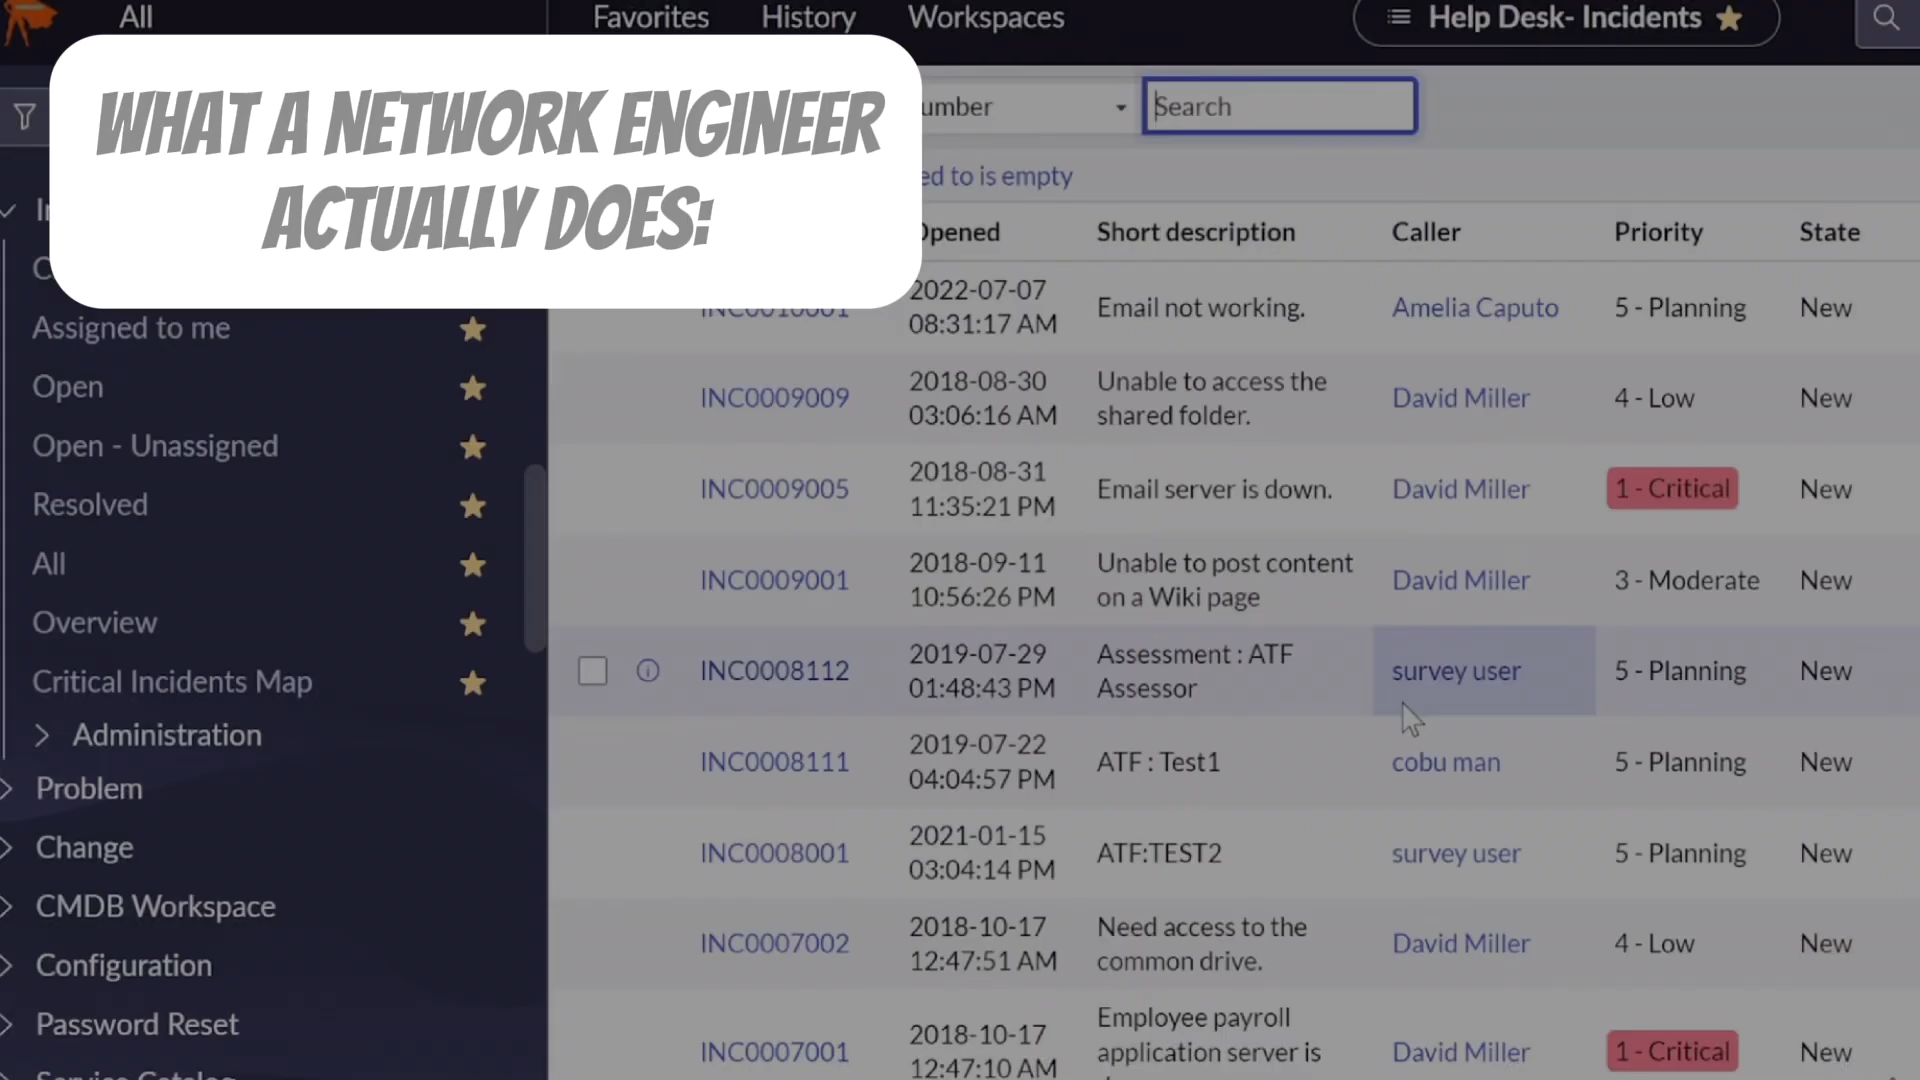 All
Favorites
History
Workspaces
Help Desk- Incidents
WHAT A NETWORK ENGINEER
ACTUALLY DOES:
umber
Search
ed to is empty
Assigned to me
Open
Open - Unassigned
Resolved
All
Overview
Critical Incidents Map
Administration
Problem
Change
CMDB Workspace
Configuration
Password Reset
Service Catalog
Opened Short description Caller Priority State
INC0010001 2022-07-07 Email not working. Amelia Caputo 5 - Planning New
08:31:17 AM
INC0009009 2018-08-30 Unable to access the David Miller 4 - Low New
03:06:16 AM shared folder.
INC0009005 2018-08-31 Email server is down. David Miller 1 - Critical New
11:35:21 PM
INC0009001 2018-09-11 Unable to post content David Miller 3 - Moderate New
10:56:26 PM on a Wiki page
INC0008112 2019-07-29 Assessment : ATF survey user 5 - Planning New
01:48:43 PM Assessor
INC0008111 2019-07-22 ATF : Test1 cobu man 5 - Planning New
04:04:57 PM
INC0008001 2021-01-15 ATF:TEST2 survey user 5 - Planning New
03:04:14 PM
INC0007002 2018-10-17 Need access to the David Miller 4 - Low New
12:47:51 AM common drive.
INC0007001 2018-10-17 Employee payroll David Miller 1 - Critical New
12:47:10 AM application server is